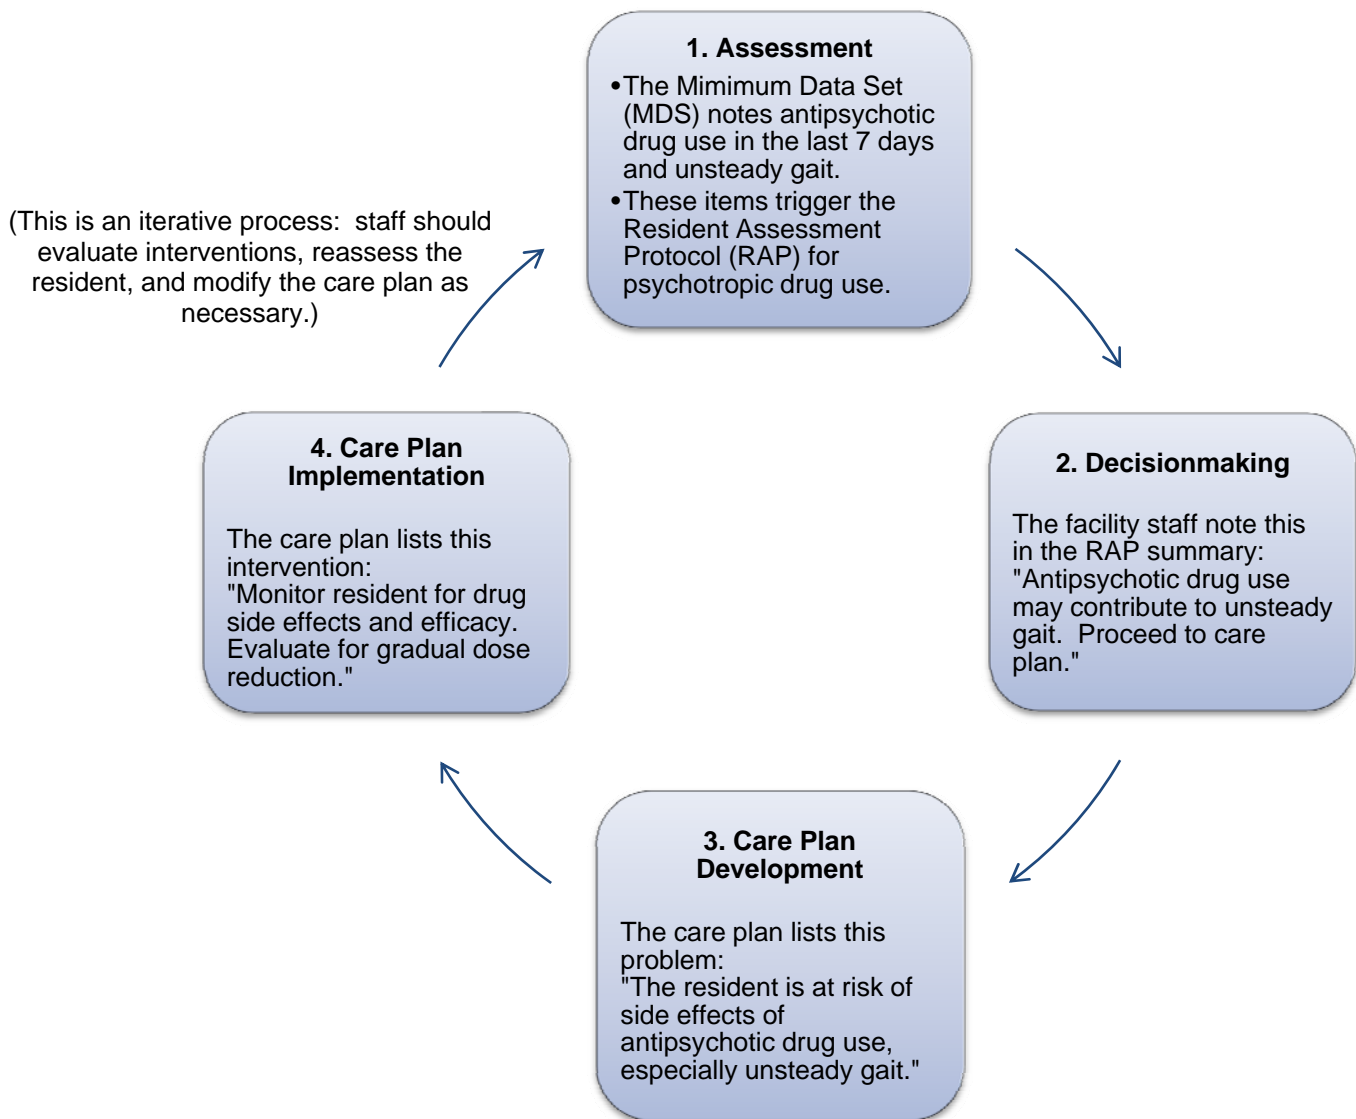 1. Assessment
•The Mimimum Data Set
(MDS) notes antipsychotic
drug use in the last 7 days
and unsteady gait.
•These items trigger the
Resident Assessment
Protocol (RAP) for
psychotropic drug use.
(This is an iterative process:  staff should
evaluate interventions, reassess the
resident, and modify the care plan as
necessary.)
2. Decisionmaking
The facility staff note this
in the RAP summary:
"Antipsychotic drug use
may contribute to unsteady
gait.  Proceed to care
plan."
3. Care Plan
Development
The care plan lists this
problem:
"The resident is at risk of
side effects of
antipsychotic drug use,
especially unsteady gait."
4. Care Plan
Implementation
The care plan lists this
intervention:
"Monitor resident for drug
side effects and efficacy.
Evaluate for gradual dose
reduction."